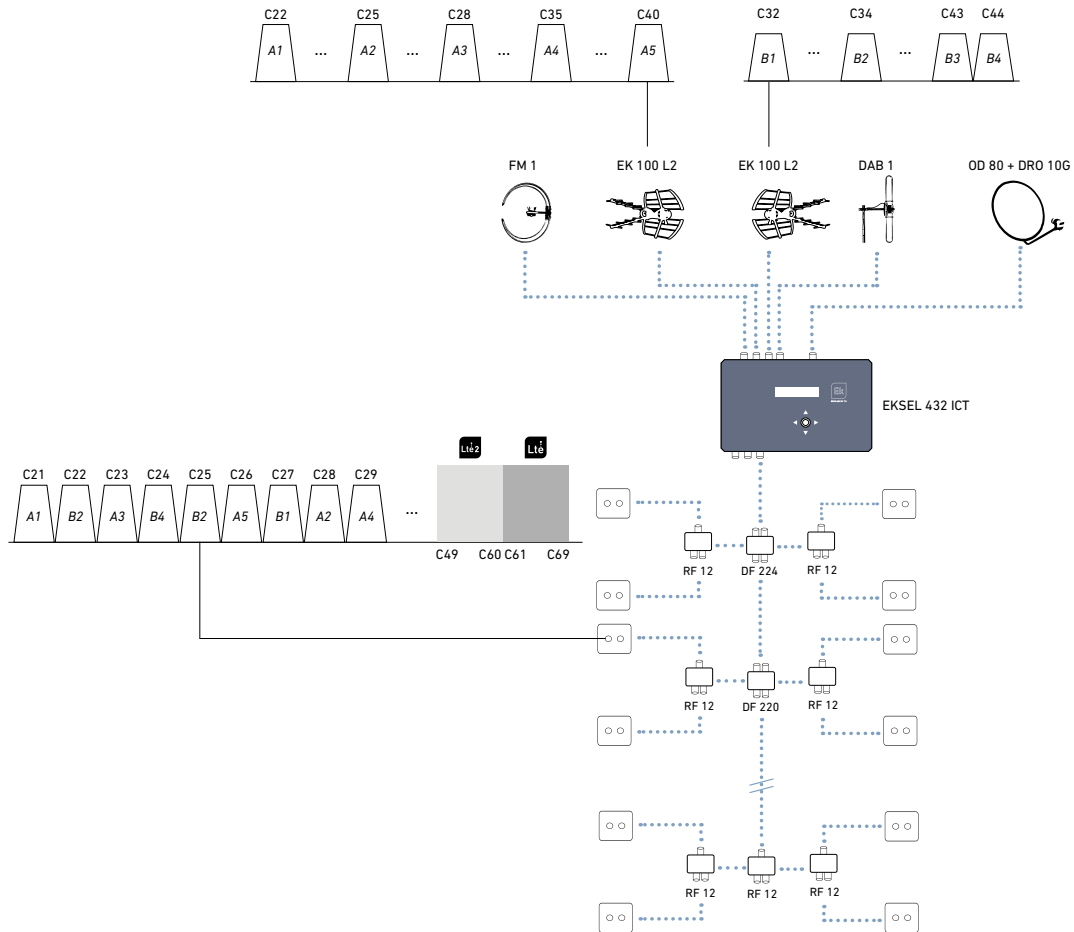 C22 C25 C28 C35 C40 C32 C34 C43 C44
A1 ... A2 ... A3 ... A4 ... A5 B1 ... B2 ... B3 B4
FM 1 EK 100 L2 EK 100 L2 DAB 1 OD 80 + DRO 10G
Ek
EKSEL 432 ICT
Lte2 Lte
C21 C22 C23 C24 C25 C26 C27 C28 C29
A1 B2 A3 B4 B2 A5 B1 A2 A4 ...
C49 C60 C61 C69
RF 12 DF 224 RF 12
RF 12 DF 220 RF 12
RF 12 RF 12 RF 12